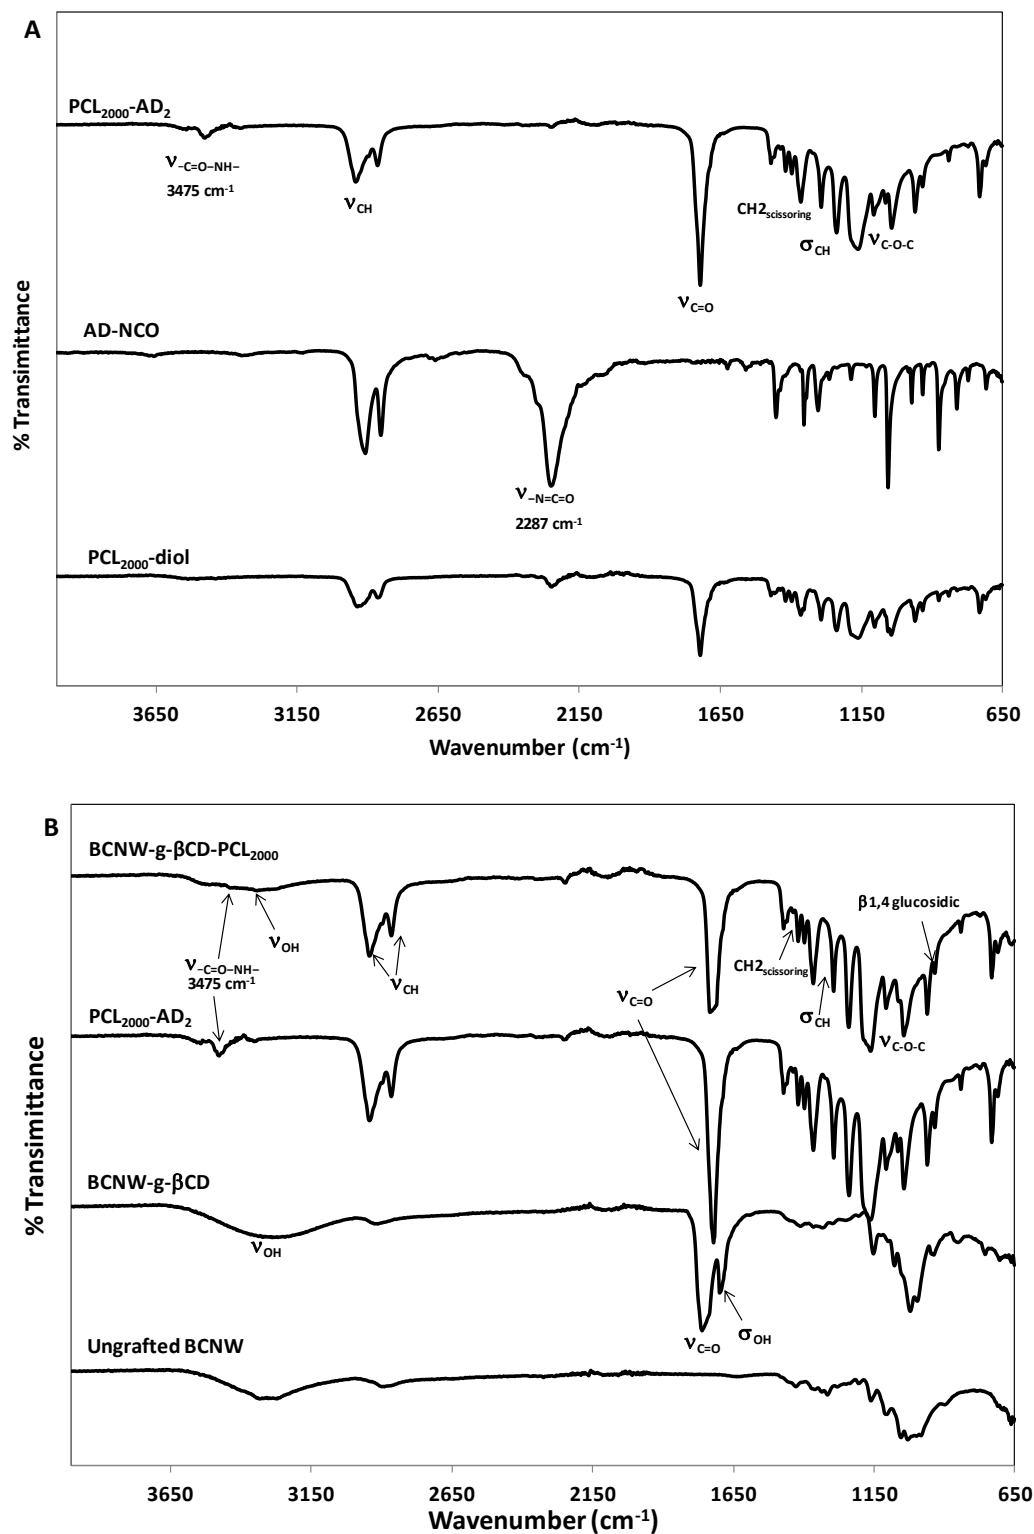 A
PCL2000-AD2
ν–C=O–NH–
3475 cm-1
νCH
CH2scissoring
σCH
νC-O-C
νC=O
AD-NCO
ν–N=C=O
2287 cm-1
PCL2000-diol
% Transimittance
3650 3150 2650 2150 1650 1150 650
Wavenumber (cm-1)
B
BCNW-g-βCD-PCL2000
β1,4 glucosidic
νOH
CH2scissoring
ν–C=O–NH–
3475 cm-1
νCH
νC=O
σCH
νC-O-C
PCL2000-AD2
BCNW-g-βCD
νOH
σOH
νC=O
Ungrafted BCNW
% Transimittance
3650 3150 2650 2150 1650 1150 650
Wavenumber (cm-1)